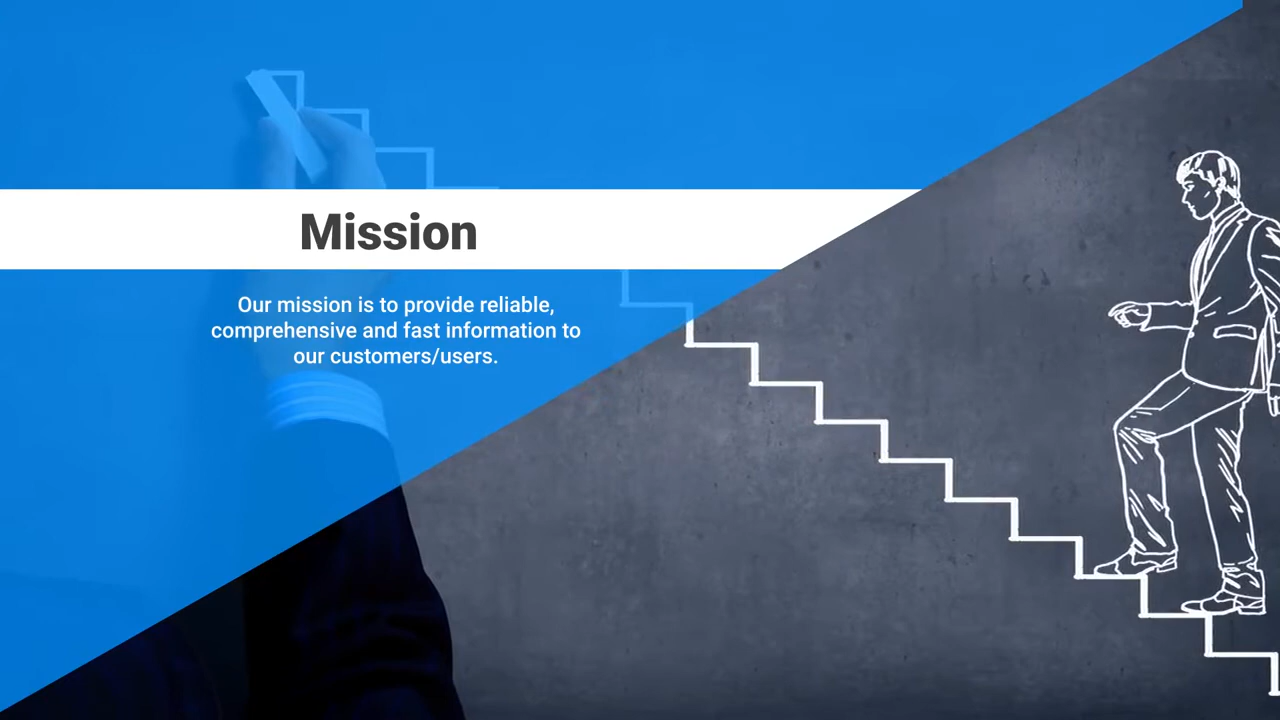 Mission
Our mission is to provide reliable,
comprehensive and fast information to
our customers/users.